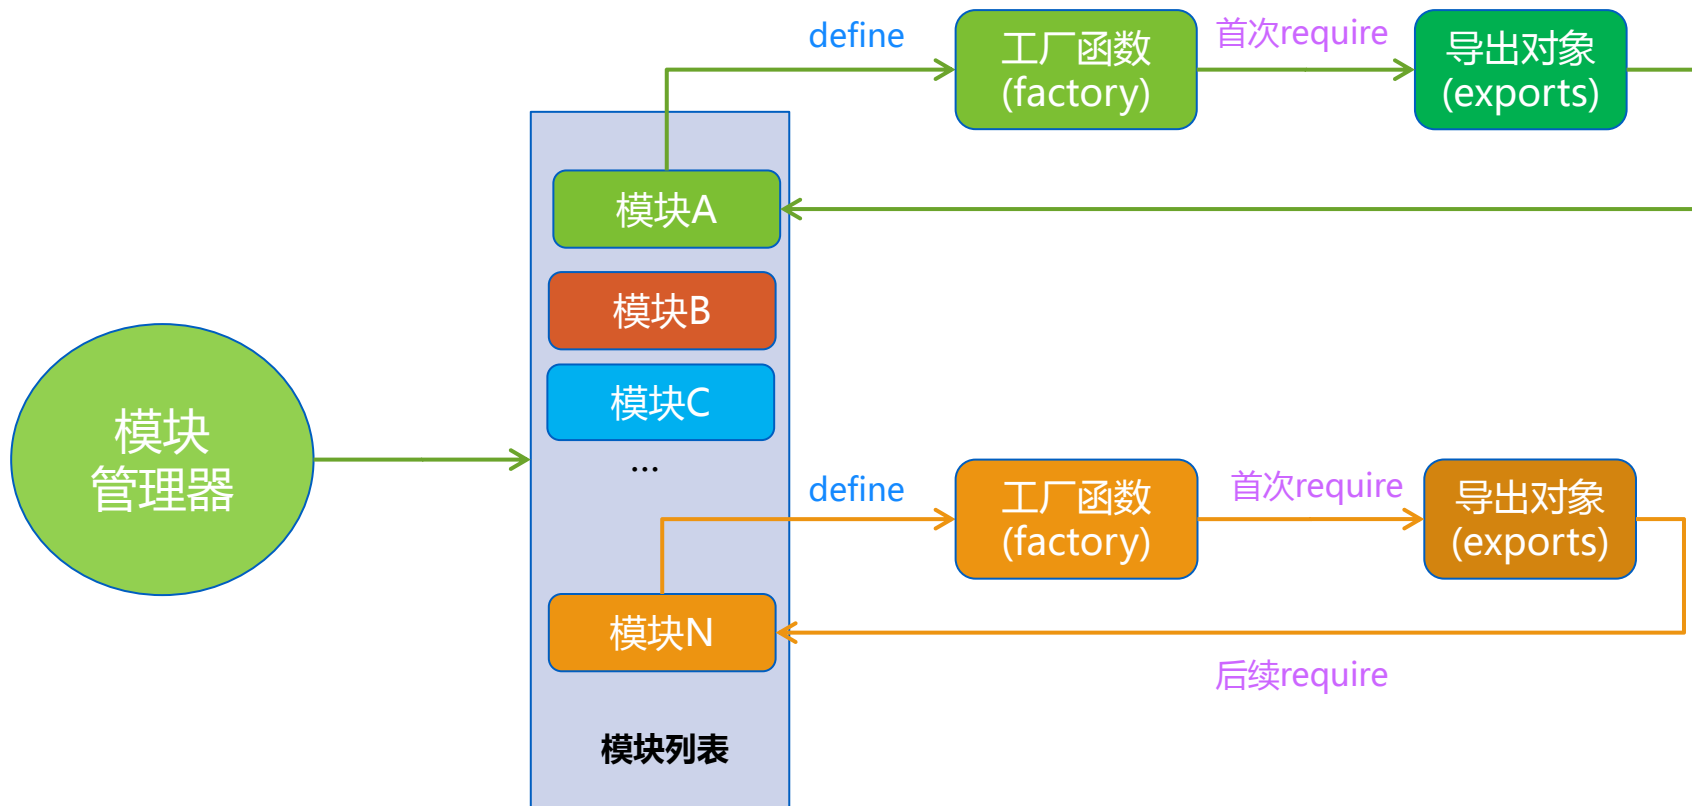 define
工厂函数
(factory)
首次require
导出对象
(exports)
模块A
模块B
模块C
...
模块
管理器
define
工厂函数
(factory)
首次require
导出对象
(exports)
模块N
后续require
模块列表